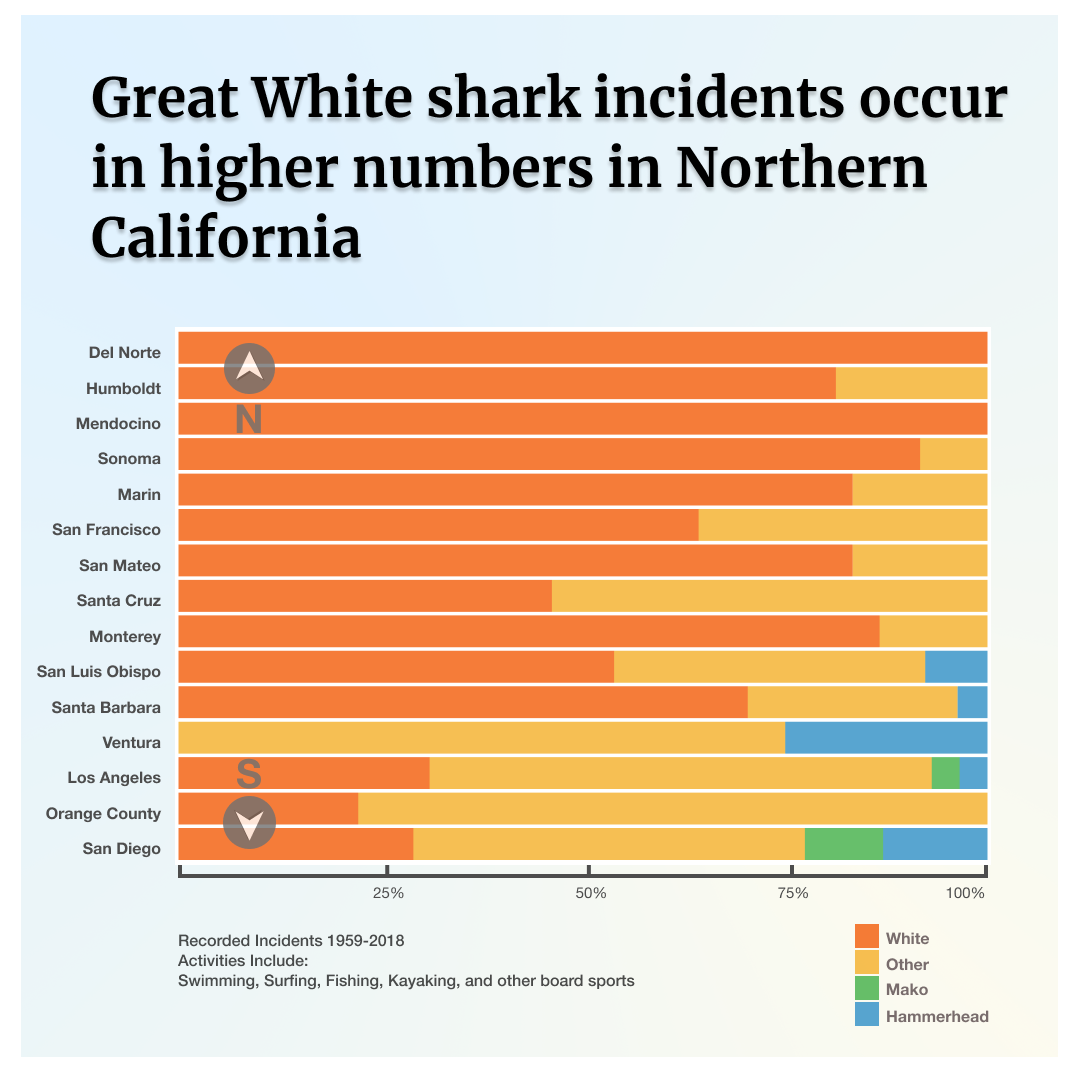 Great White shark incidents occur
in higher numbers in Northern
California
Del Norte
Humboldt
N
Mendocino
Sonoma
Marin
San Francisco
San Mateo
Santa Cruz
Monterey
San Luis Obispo
Santa Barbara
Ventura
S
Los Angeles
Orange County
San Diego
25% 50% 75% 100%
Recorded Incidents 1959-2018
Activities Include:
Swimming, Surfing, Fishing, Kayaking, and other board sports
White
Other
Mako
Hammerhead